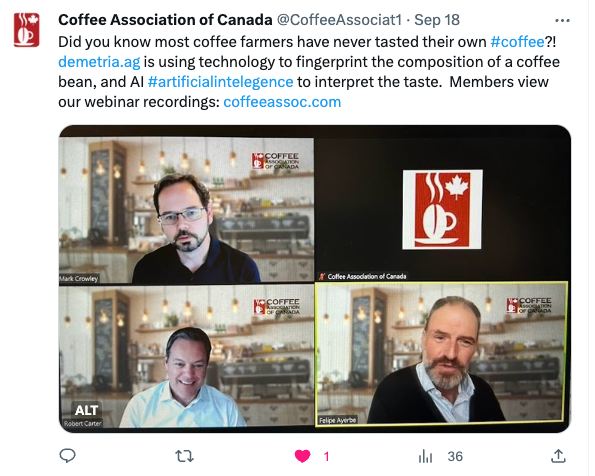 Coffee Association of Canada @CoffeeAssociat1 · Sep 18
Did you know most coffee farmers have never tasted their own #coffee?!
demetria.ag is using technology to fingerprint the composition of a coffee
bean, and AI #artificialintelegence to interpret the taste.  Members view
our webinar recordings: coffeeassoc.com
COFFEE
ASSOCIATION
OF CANADA
Mark Crowley
Coffee Association of Canada
COFFEE
ASSOCIATION
OF CANADA
ALT
Robert Carter
COFFEE
ASSOCIATION
OF CANADA
Felipe Ayerbe
1
36